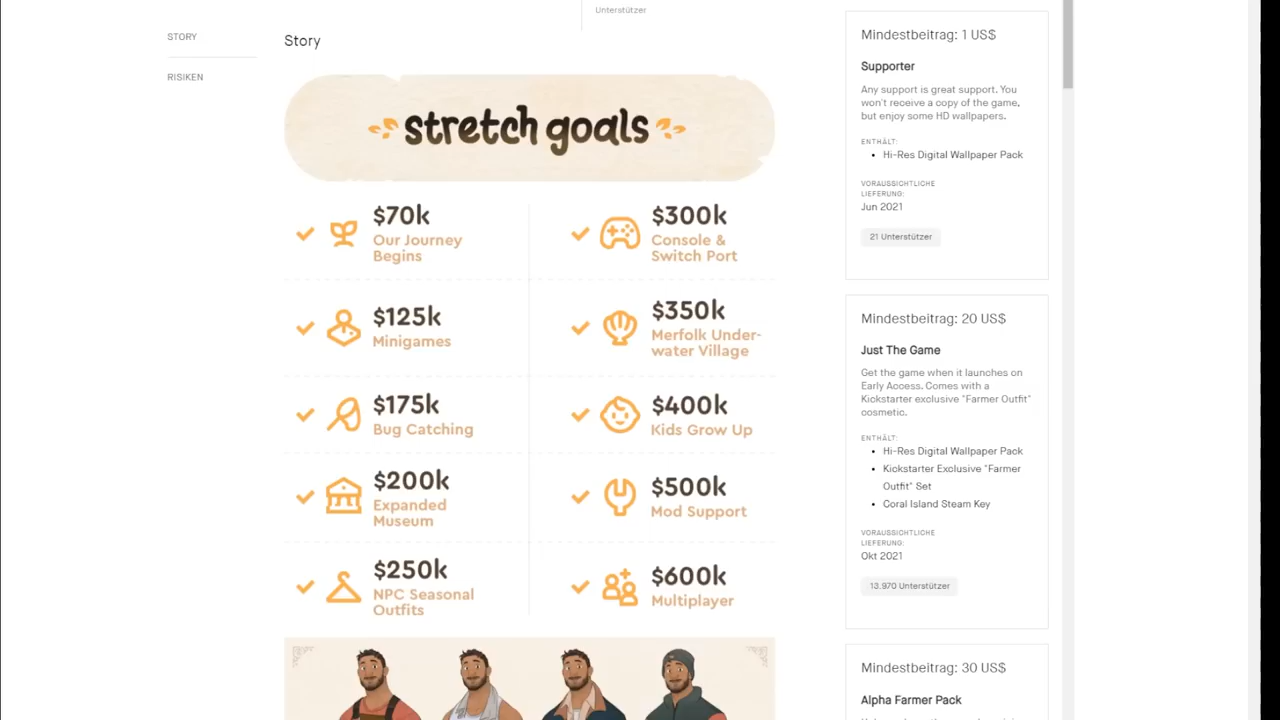 Unterstützer
STORY
RISIKEN
Story
stretch goals
$70k
Our Journey
Begins
$300k
Console &
Switch Port
$125k
Minigames
$350k
Merfolk Under-
water Village
$175k
Bug Catching
$400k
Kids Grow Up
$200k
Expanded
Museum
$500k
Mod Support
$250k
NPC Seasonal
Outfits
$600k
Multiplayer
Mindestbeitrag: 1 US$
Supporter
Any support is great support. You
won't receive a copy of the game,
but enjoy some HD wallpapers.
ENTHÄLT:
Hi-Res Digital Wallpaper Pack
VORAUSSICHTLICHE
LIEFERUNG:
Jun 2021
21 Unterstützer
Mindestbeitrag: 20 US$
Just The Game
Get the game when it launches on
Early Access. Comes with a
Kickstarter exclusive "Farmer Outfit"
cosmetic.
ENTHÄLT:
Hi-Res Digital Wallpaper Pack
Kickstarter Exclusive "Farmer
Outfit" Set
Coral Island Steam Key
VORAUSSICHTLICHE
LIEFERUNG:
Okt 2021
13.970 Unterstützer
Mindestbeitrag: 30 US$
Alpha Farmer Pack